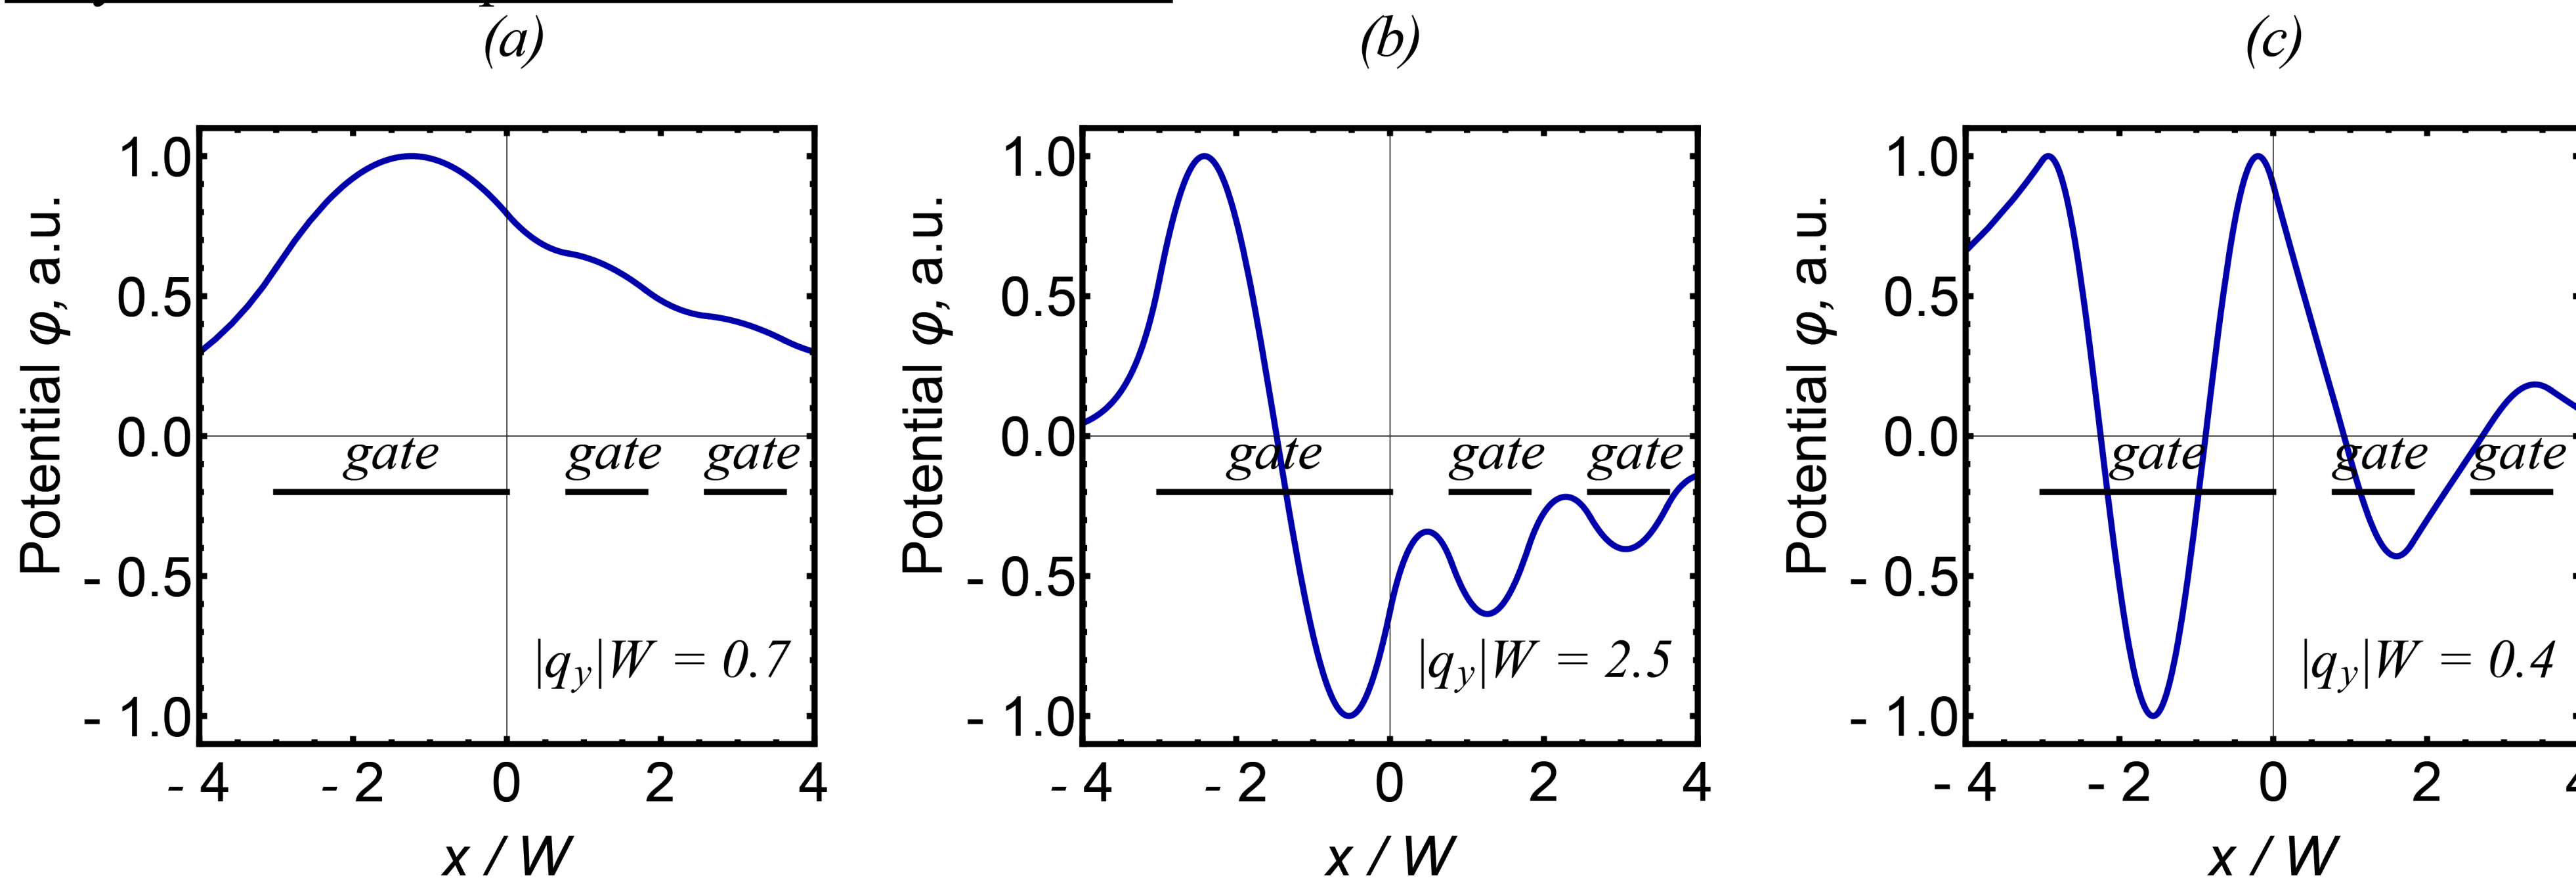 (a)
(b)
(c)
Potential φ, a.u.
1.0
0.5
0.0
- 0.5
- 1.0
gate
gate
gate
|q_y|W = 0.7
- 4
- 2
0
2
4
x / W
Potential φ, a.u.
1.0
0.5
0.0
- 0.5
- 1.0
gate
gate
gate
|q_y|W = 2.5
- 4
- 2
0
2
4
x / W
Potential φ, a.u.
1.0
0.5
0.0
- 0.5
- 1.0
gate
gate
gate
|q_y|W = 0.4
- 4
- 2
0
2
x / W